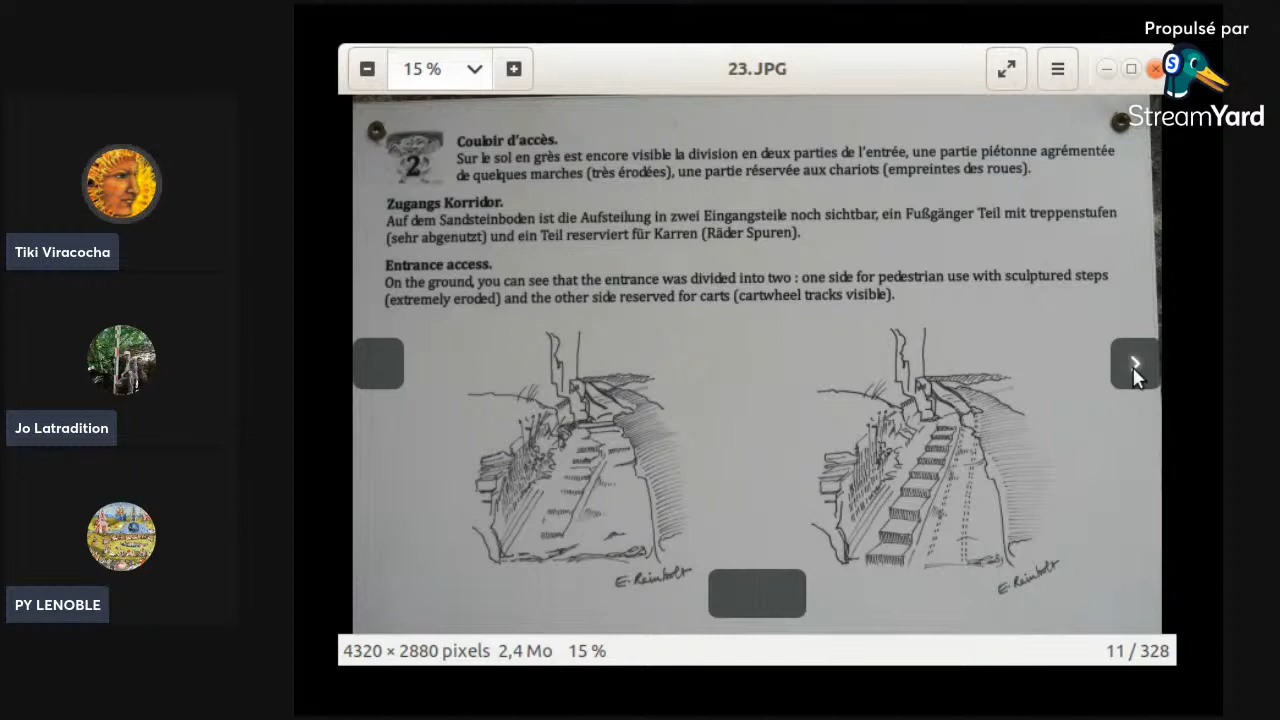 Propulsé par
StreamYard
15 %
23.JPG
2
Couloir d'accès.
Sur le sol en grès est encore visible la division en deux parties de l'entrée, une partie piétonne agrémentée
de quelques marches (très érodées), une partie réservée aux chariots (empreintes des roues).
Zugangs Korridor.
Auf dem Sandsteinboden ist die Aufsteilung in zwei Eingangsteile noch sichtbar, ein Fußgänger Teil mit treppenstufen
(sehr abgenutzt) und ein Teil reserviert für Karren (Räder Spuren).
Entrance access.
On the ground, you can see that the entrance was divided into two : one side for pedestrian use with sculptured steps
(extremely eroded) and the other side reserved for carts (cartwheel tracks visible).
E. Reinbolt
E. Reinbolt
4320 × 2880 pixels 2,4 Mo 15 %
11 / 328
Tiki Viracocha
Jo Latradition
PY LENOBLE